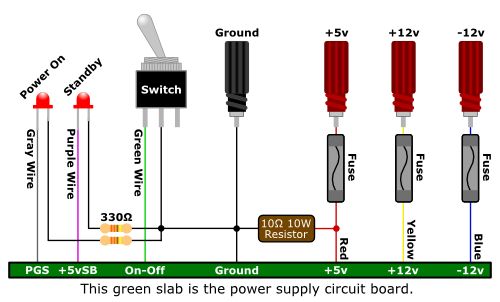 Ground
+5v
+12v
-12v
Power On
Standby
Switch
Gray Wire
Purple Wire
Green Wire
Fuse
Fuse
Fuse
330Ω
10Ω 10W
Resistor
Red
Yellow
Blue
PGS
+5vSB
On-Off
Ground
+5v
+12v
-12v
This green slab is the power supply circuit board.